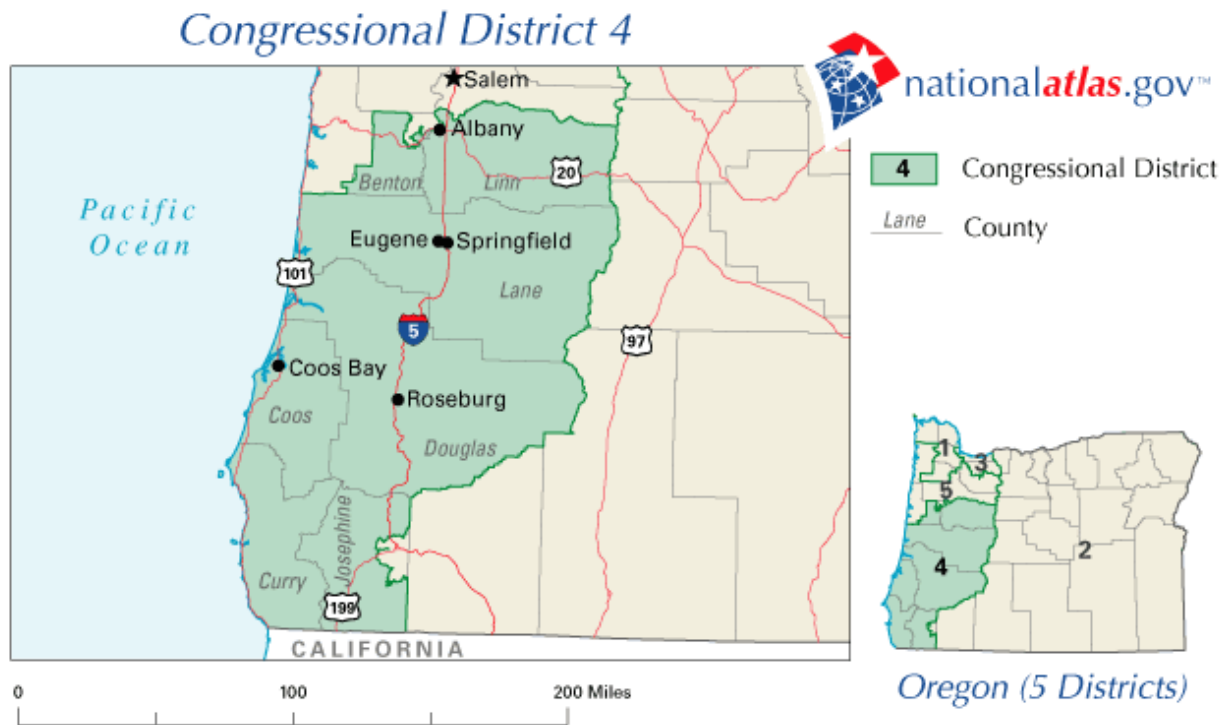 Congressional District 4
nationalatlas.gov™
Salem
Albany
Benton
Linn
20
4 Congressional District
Lane County
Pacific
Ocean
Eugene
Springfield
101
Lane
5
97
Coos Bay
Roseburg
Coos
Douglas
Josephine
Curry
199
CALIFORNIA
1
3
5
2
4
0 100 200 Miles
Oregon (5 Districts)